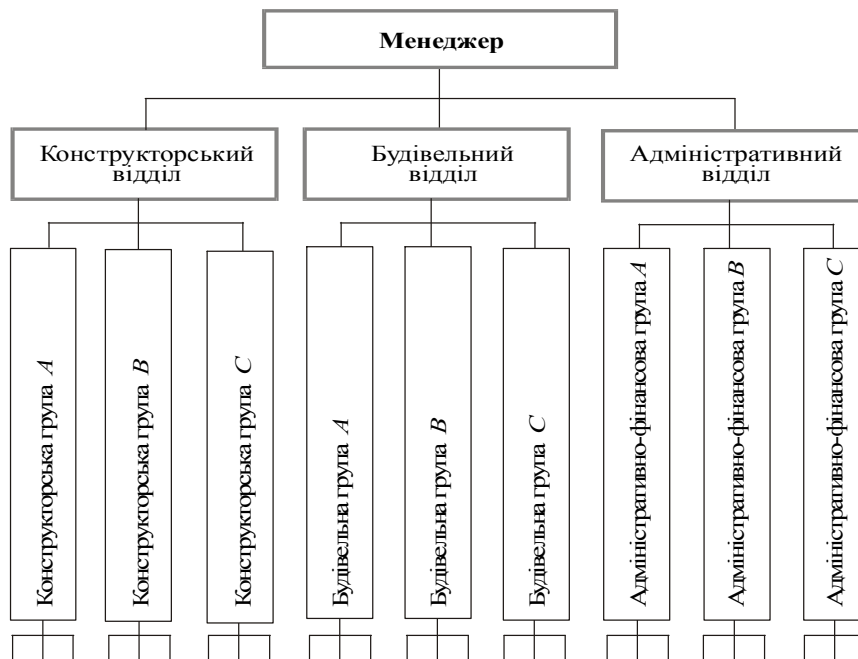 Менеджер
Конструкторський
відділ
Будівельний
відділ
Адміністративний
відділ
Конструкторська група A
Конструкторська група B
Конструкторська група C
Будівельна група A
Будівельна група B
Будівельна група C
Адміністративно-фінансова група A
Адміністративно-фінансова група B
Адміністративно-фінансова група C